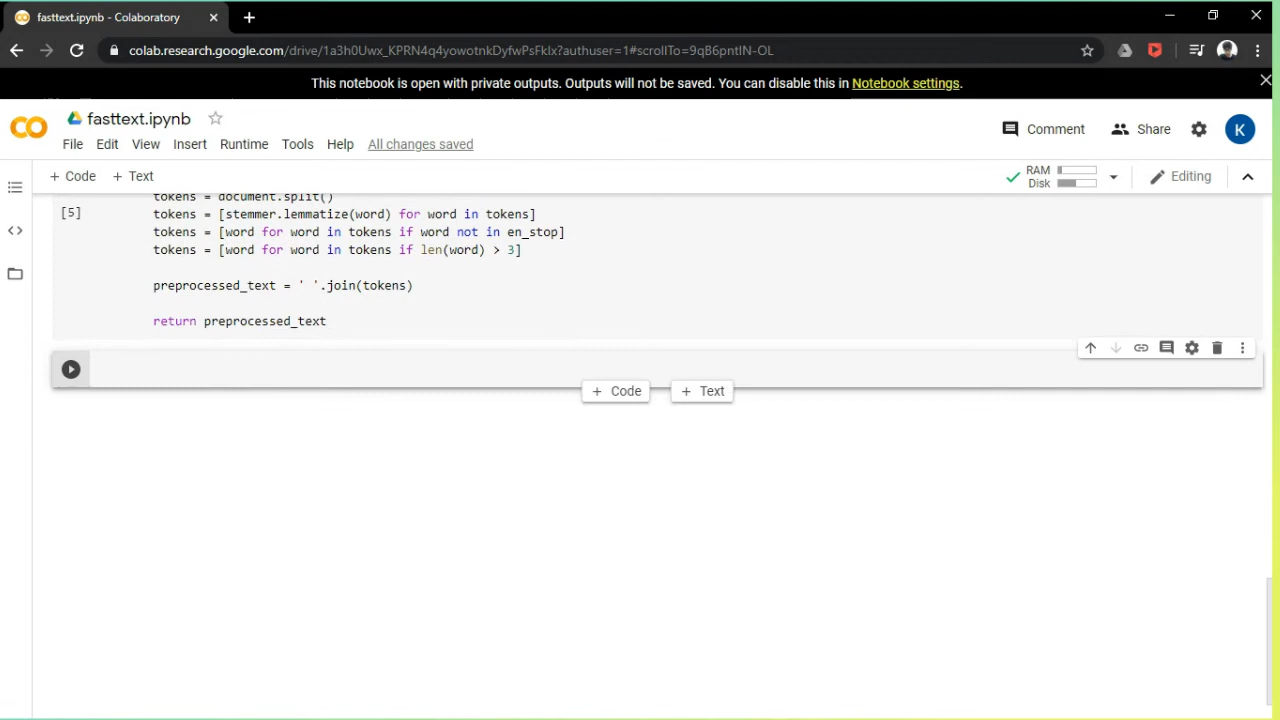 fasttext.ipynb - Colaboratory
colab.research.google.com/drive/1a3h0Uwx_KPRN4q4yowotnkDyfwPsFkIx?authuser=1#scrollTo=9qB6pntIN-OL
This notebook is open with private outputs. Outputs will not be saved. You can disable this in Notebook settings.
fasttext.ipynb
Comment Share K
File Edit View Insert Runtime Tools Help All changes saved
+ Code + Text RAM Disk Editing
tokens = document.split()
[5] tokens = [stemmer.lemmatize(word) for word in tokens]
tokens = [word for word in tokens if word not in en_stop]
tokens = [word for word in tokens if len(word) > 3]
preprocessed_text = ' '.join(tokens)
return preprocessed_text
+ Code + Text